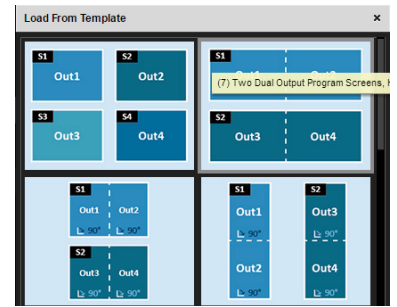 Load From Template ×
S1 S2
Out1 Out2
S3 S4
Out3 Out4
S1
(7) Two Dual Output Program Screens,
S2
Out3 Out4
S1
Out1 Out2
90° 90°
S2
Out3 Out4
90° 90°
S1 S2
Out1 Out3
90° 90°
Out2 Out4
90° 90°